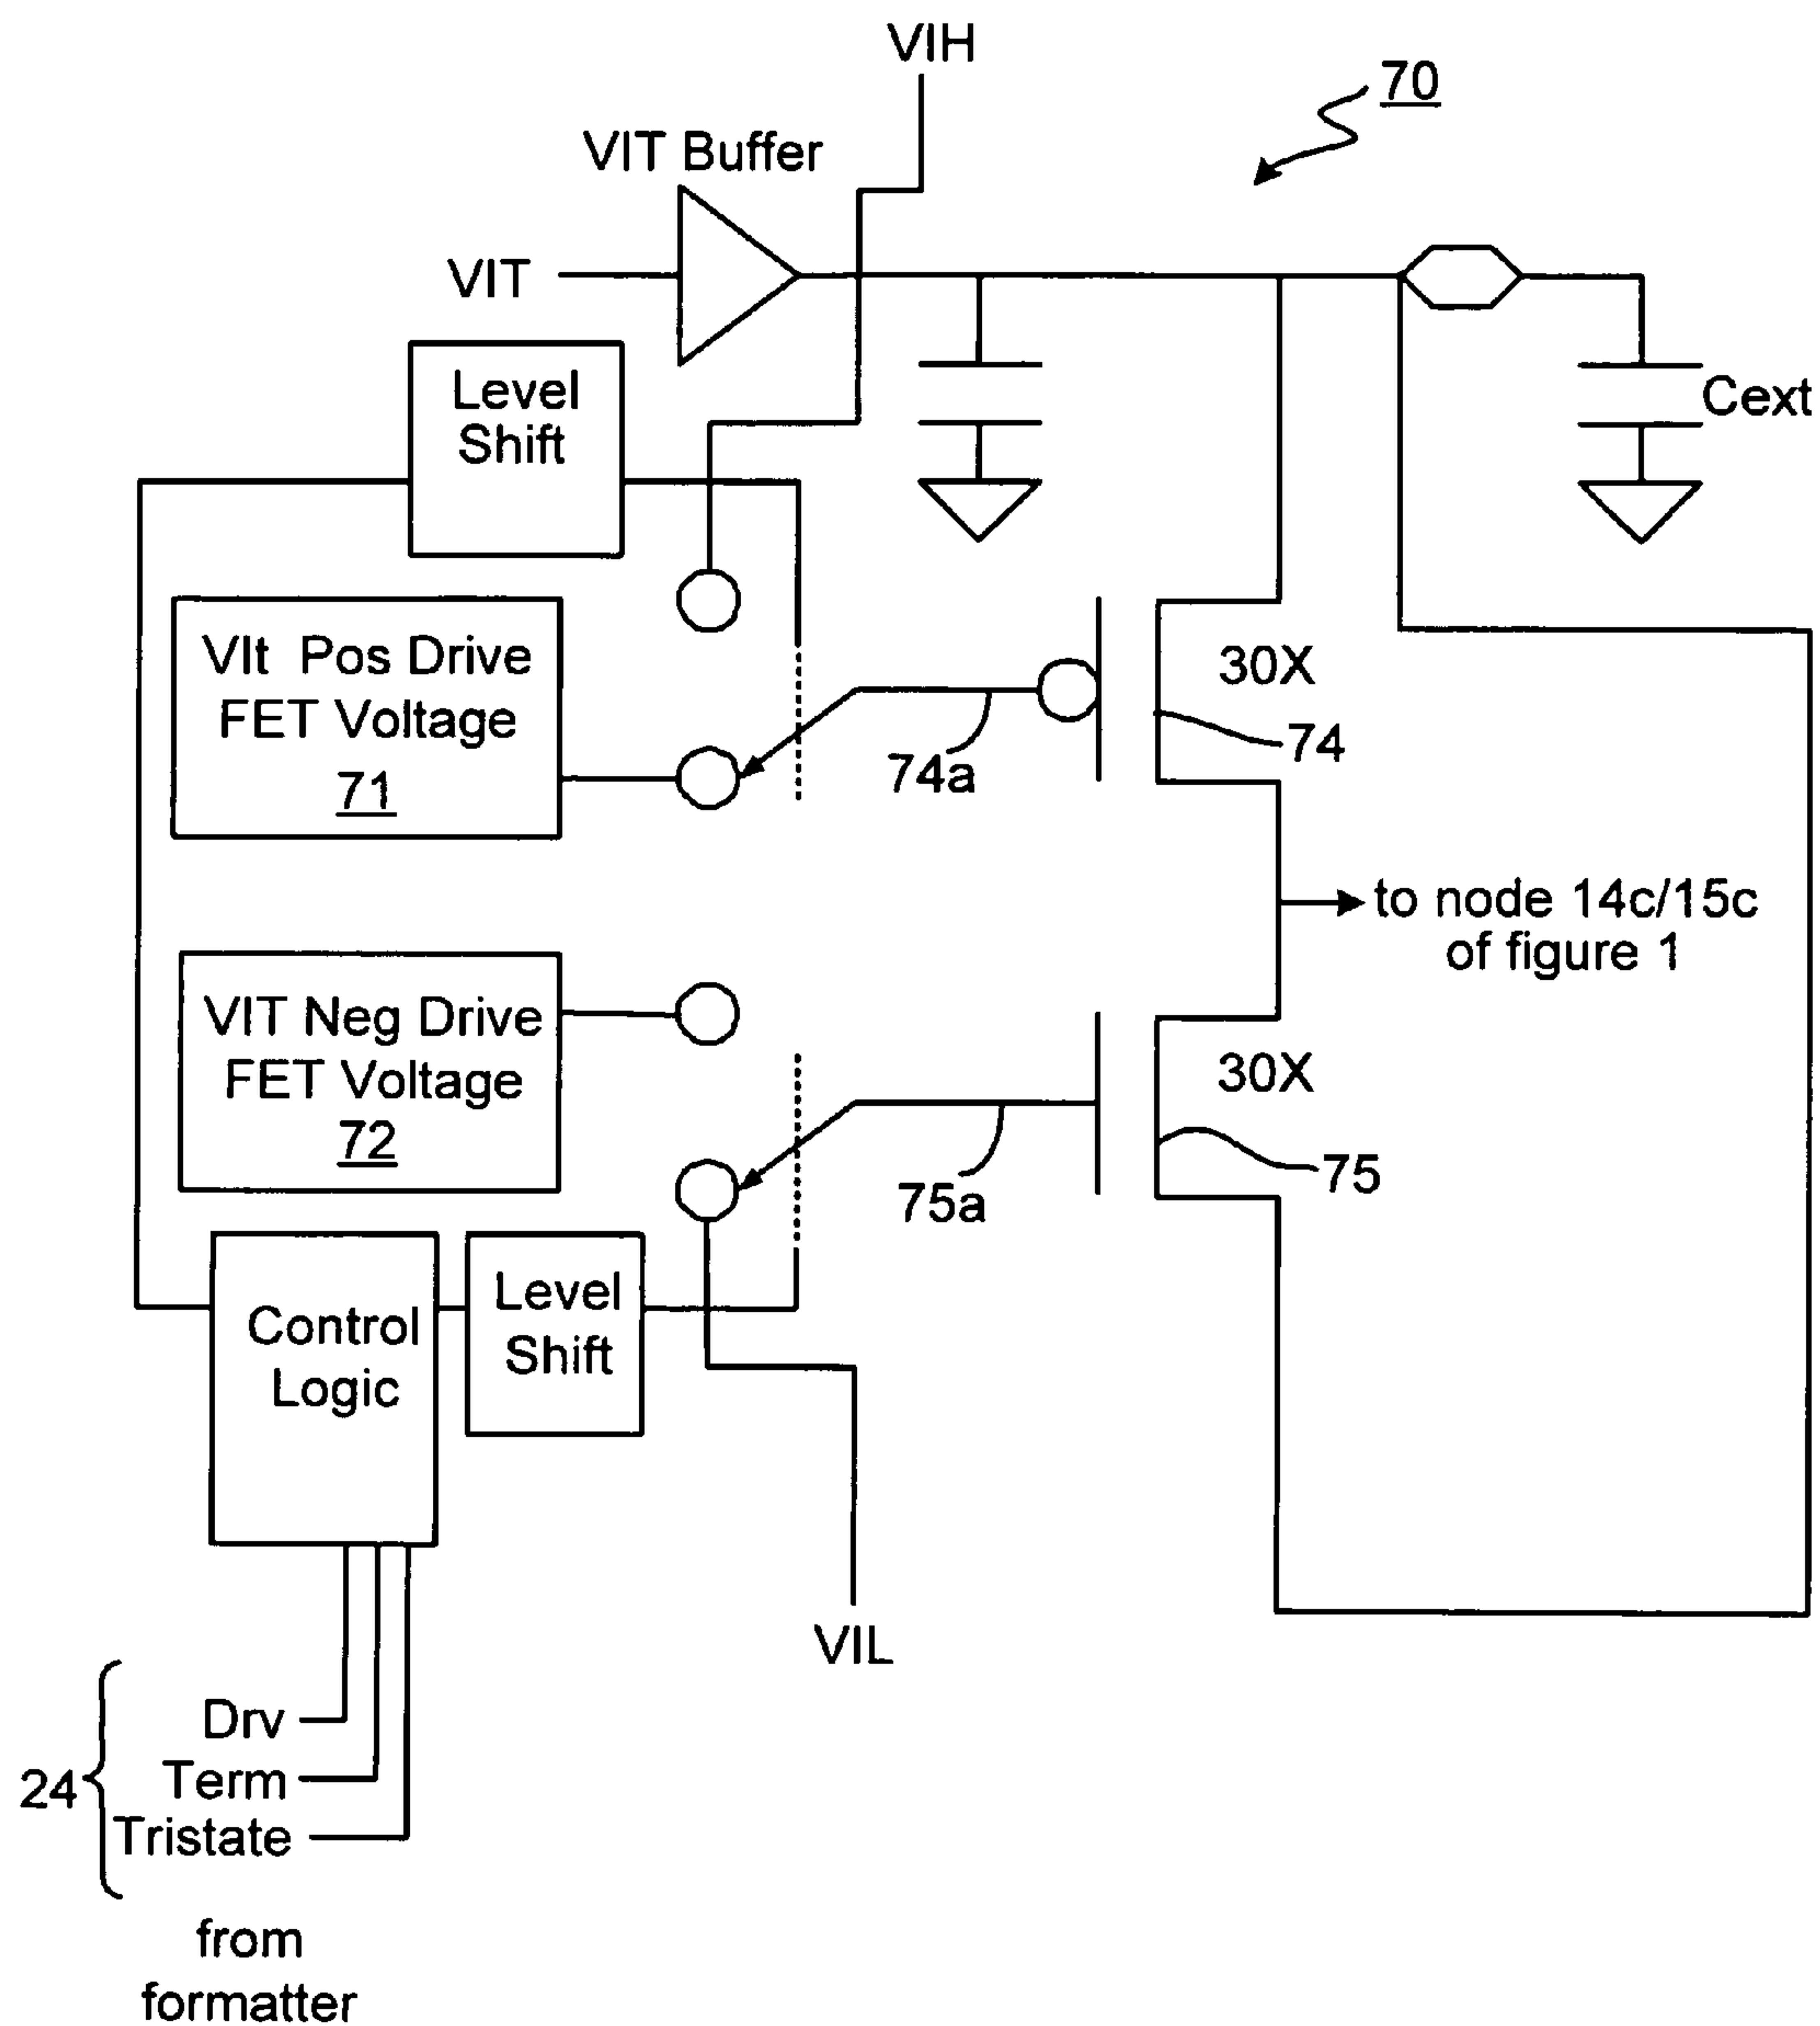 VIH
70
VIT Buffer
VIT
Level
Shift
Cext
VIt Pos Drive
FET Voltage
71
30X
74
74a
to node 14c/15c
of figure 1
VIT Neg Drive
FET Voltage
72
30X
75
75a
Control
Logic
Level
Shift
VIL
24
Drv
Term
Tristate
from
formatter